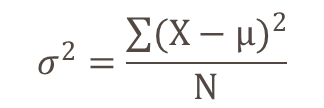 σ² = ∑(X − μ)² / N